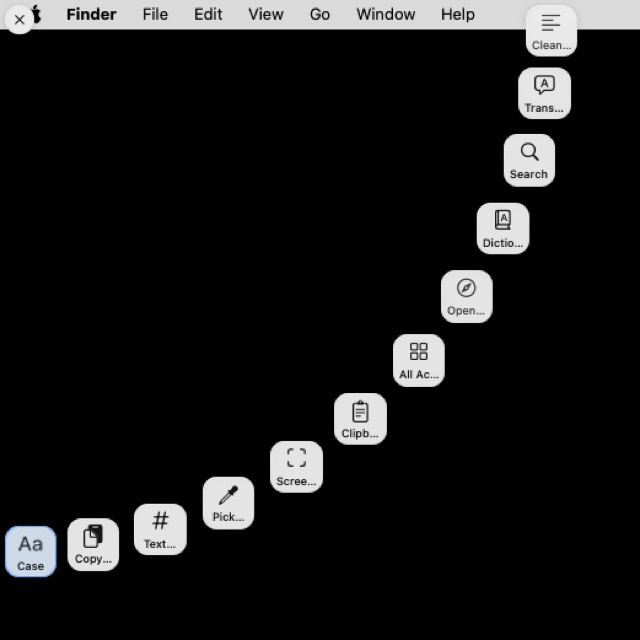 Finder File Edit View Go Window Help
Clean...
A
Trans...
Search
A
Dictio...
Open...
All Ac...
Clipb...
Scree...
Pick...
#
Text...
Copy...
Aa
Case